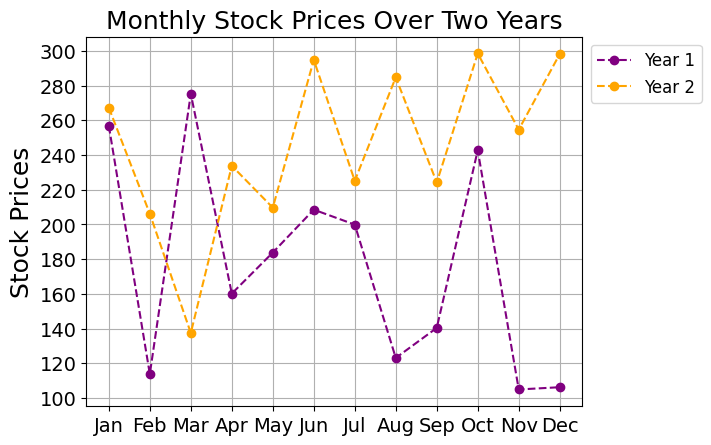 Monthly Stock Prices Over Two Years
Stock Prices
300
280
260
240
220
200
180
160
140
120
100
Jan Feb Mar Apr May Jun Jul Aug Sep Oct Nov Dec
Year 1
Year 2